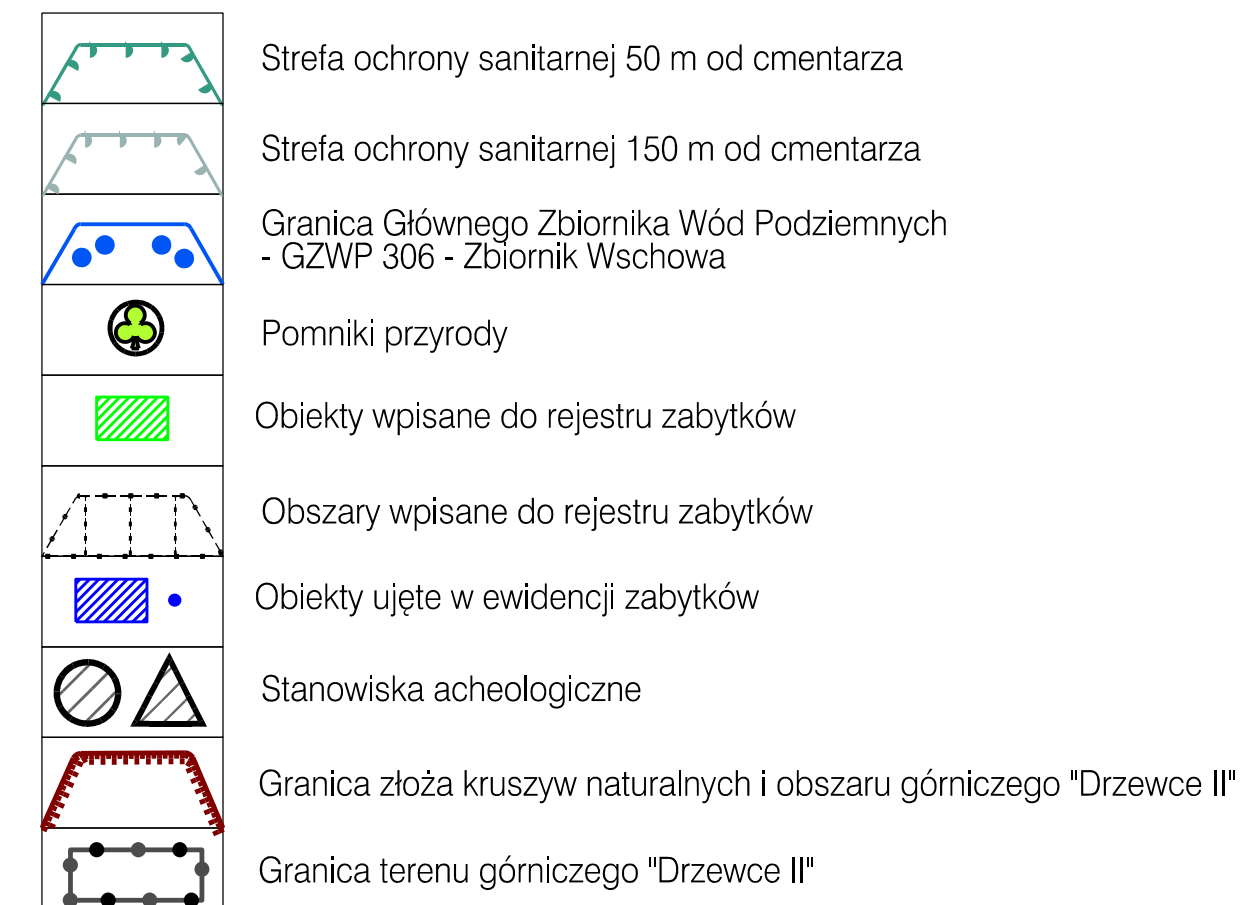 Strefa ochrony sanitarnej 50 m od cmentarza
Strefa ochrony sanitarnej 150 m od cmentarza
Granica Głównego Zbiornika Wód Podziemnych
- GZWP 306 - Zbiornik Wschowa
Pomniki przyrody
Obiekty wpisane do rejestru zabytków
Obszary wpisane do rejestru zabytków
Obiekty ujęte w ewidencji zabytków
Stanowiska acheologiczne
Granica złoża kruszyw naturalnych i obszaru górniczego "Drzewce II"
Granica terenu górniczego "Drzewce II"